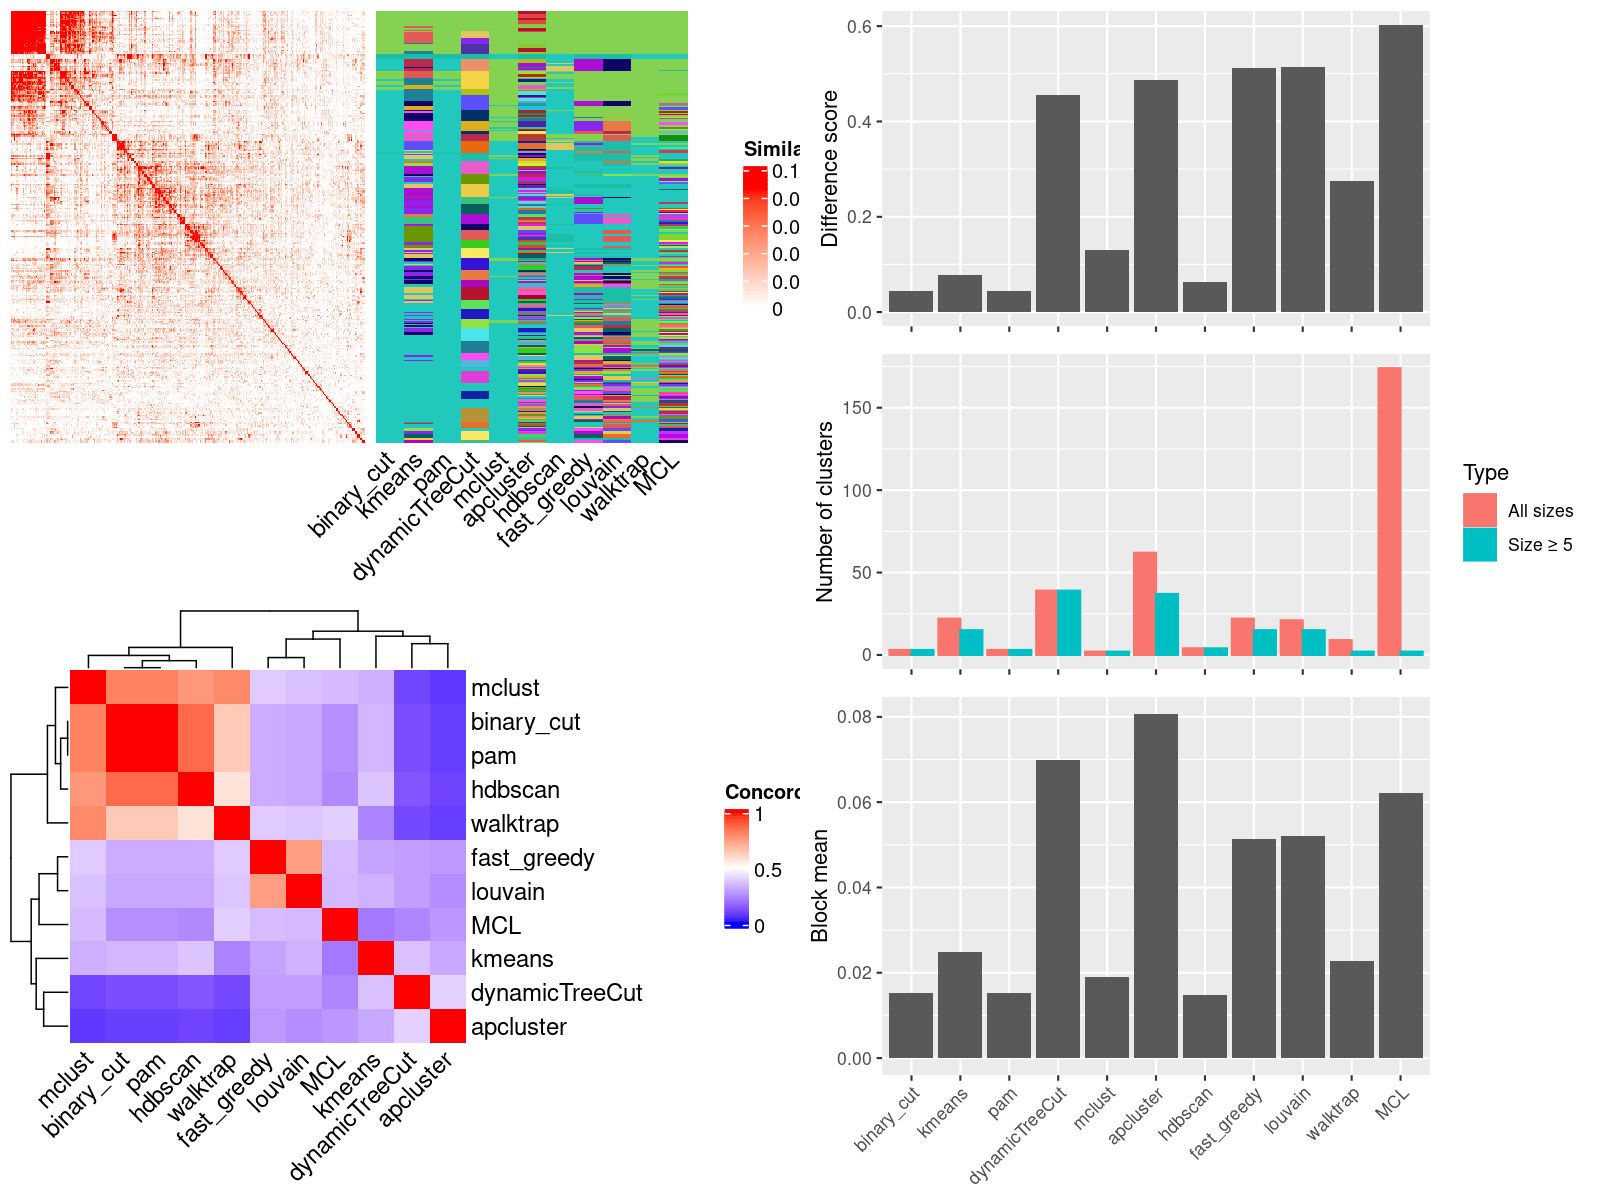 Simila
0.1
0.0
0.0
0.0
0.0
0
binary_cut
kmeans
pam
dynamicTreeCut
mclust
apcluster
hdbscan
fast_greedy
louvain
walktrap
MCL
mclust
binary_cut
pam
hdbscan
walktrap
fast_greedy
louvain
MCL
kmeans
dynamicTreeCut
apcluster
mclust
binary_cut
pam
hdbscan
walktrap
fast_greedy
louvain
MCL
kmeans
dynamicTreeCut
apcluster
Concord
1
0.5
0
Difference score
0.6
0.4
0.2
0.0
Number of clusters
150
100
50
0
Type
All sizes
Size ≥ 5
Block mean
0.08
0.06
0.04
0.02
0.00
binary_cut
kmeans
pam
dynamicTreeCut
mclust
apcluster
hdbscan
fast_greedy
louvain
walktrap
MCL